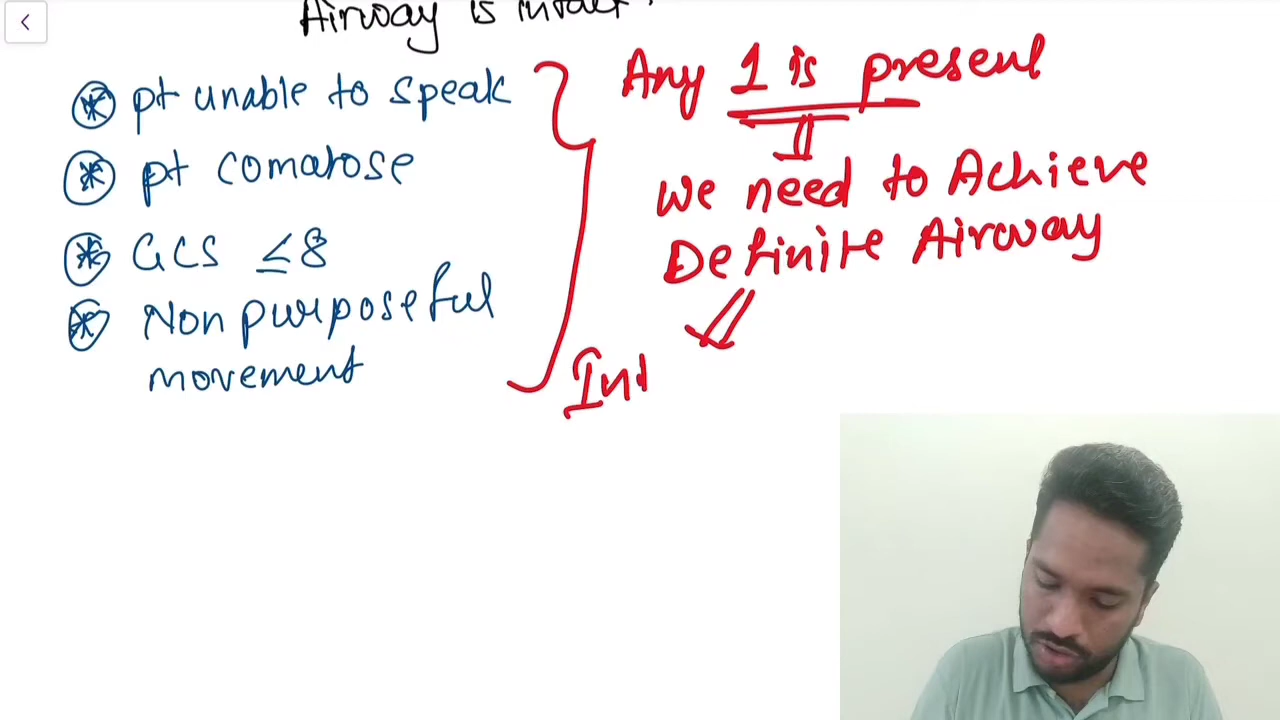 Airway is intact.
pt unable to speak
pt comatose
GCS ≤8
Non purposeful
movement
Any 1 is present
We need to Achieve
Definite Airway
Int